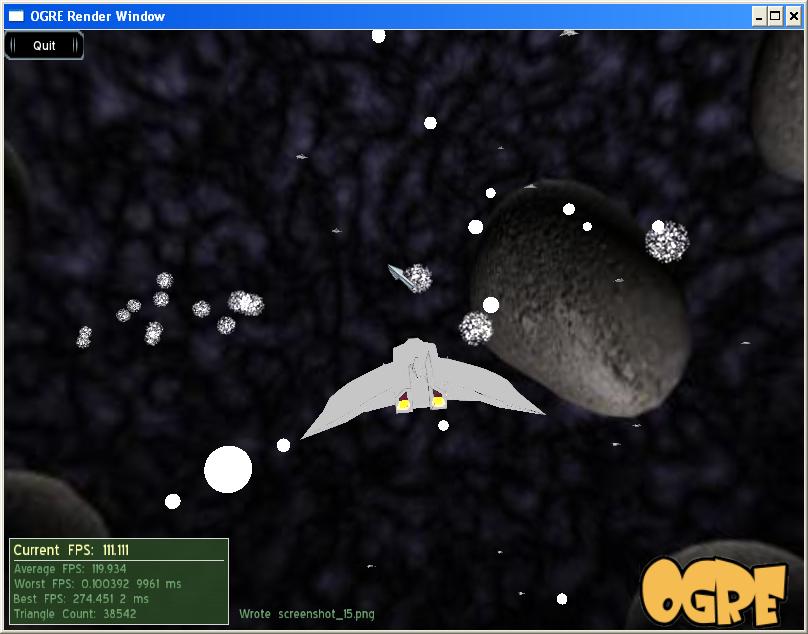 OGRE Render Window
Quit
Current FPS: 111.111
Average FPS: 119.934
Worst FPS: 0.100392 9961 ms
Best FPS: 274.451 2 ms
Triangle Count: 38542
Wrote screenshot_15.png
OGRE